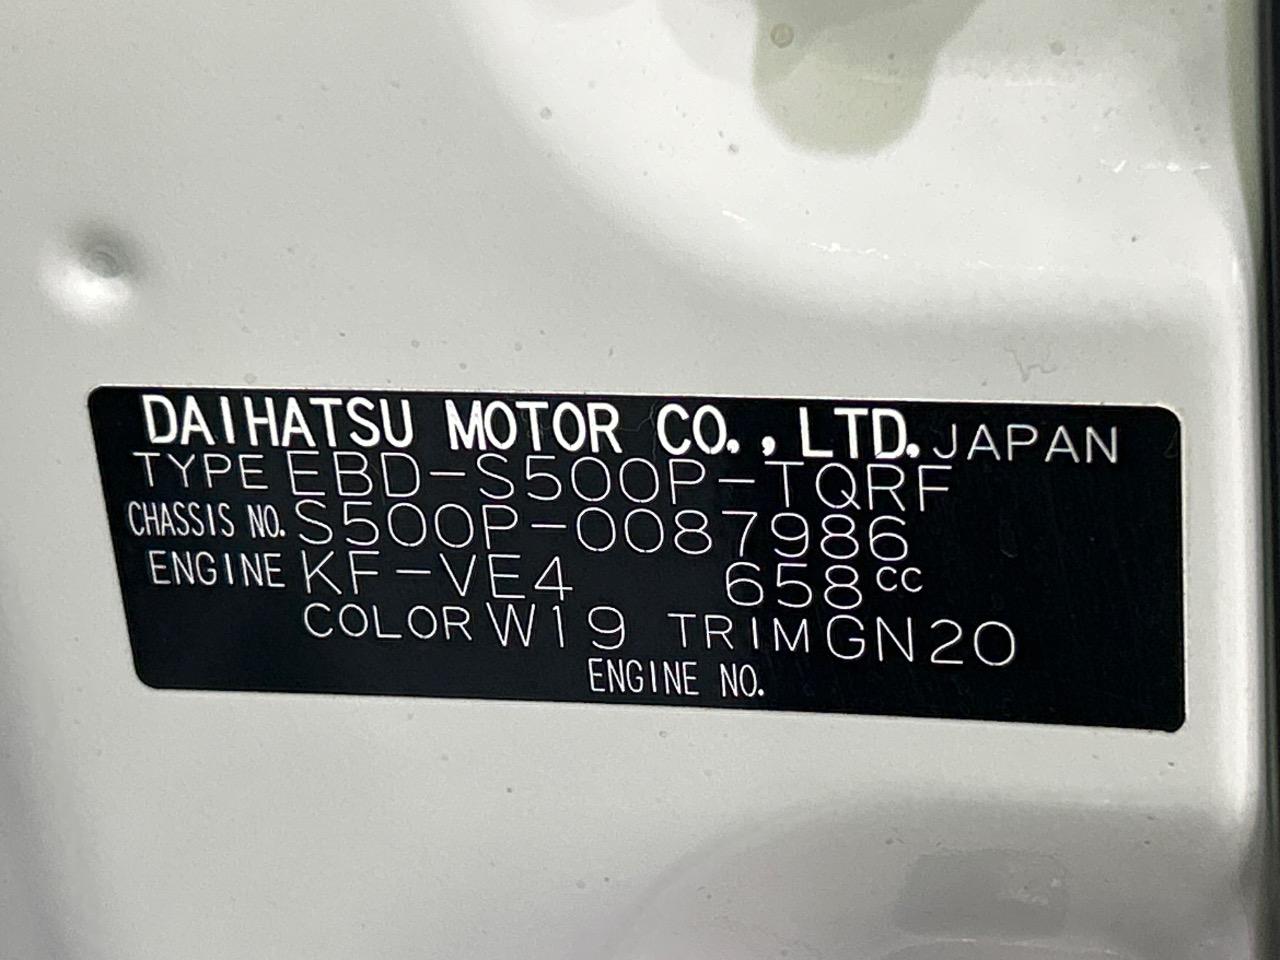 DAIHATSU MOTOR CO., LTD. JAPAN
TYPE EBD-S500P-TQRF
CHASSIS NO. S500P-0087986
ENGINE KF-VE4 658cc
COLOR W19 TRIM GN20
ENGINE NO.